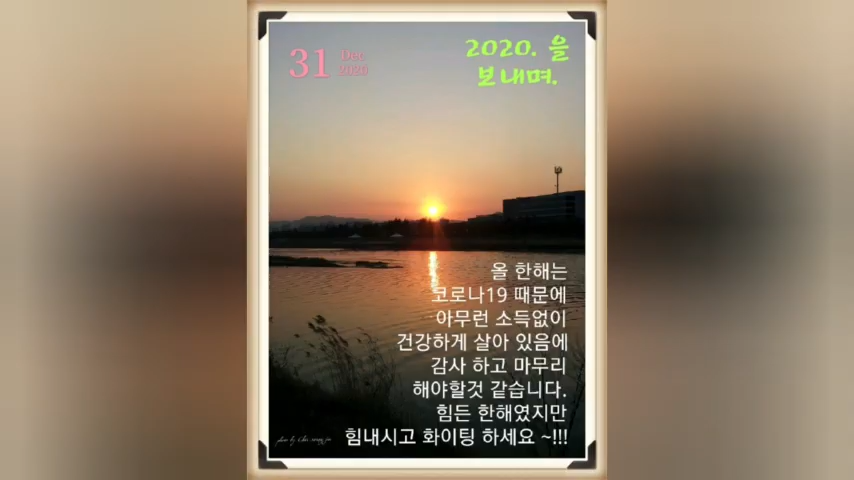 31 Dec
2020
2020. 을
보내며.
올 한해는
코로나19 때문에
아무런 소득없이
건강하게 살아 있음에
감사 하고 마무리
해야할것 같습니다.
힘든 한해였지만
힘내시고 화이팅 하세요 ~!!!
photo by